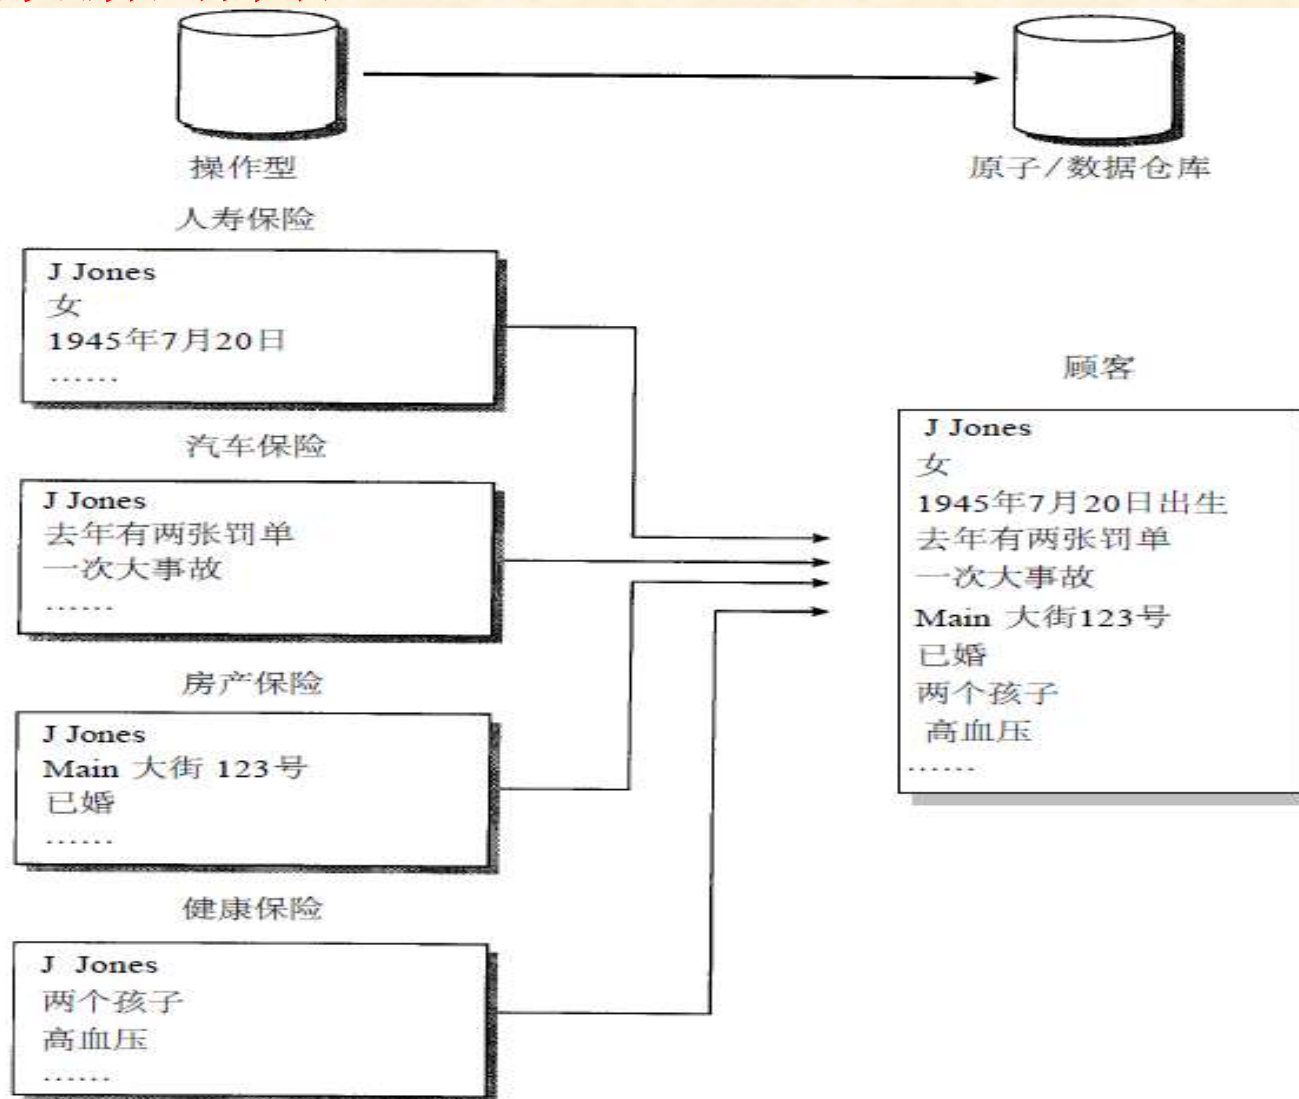 操作型
原子/数据仓库
人寿保险
J Jones
女
1945年7月20日
……
汽车保险
J Jones
去年有两张罚单
一次大事故
……
房产保险
J Jones
Main 大街 123号
已婚
……
健康保险
J Jones
两个孩子
高血压
……
顾客
J Jones
女
1945年7月20日出生
去年有两张罚单
一次大事故
Main 大街123号
已婚
两个孩子
高血压
……